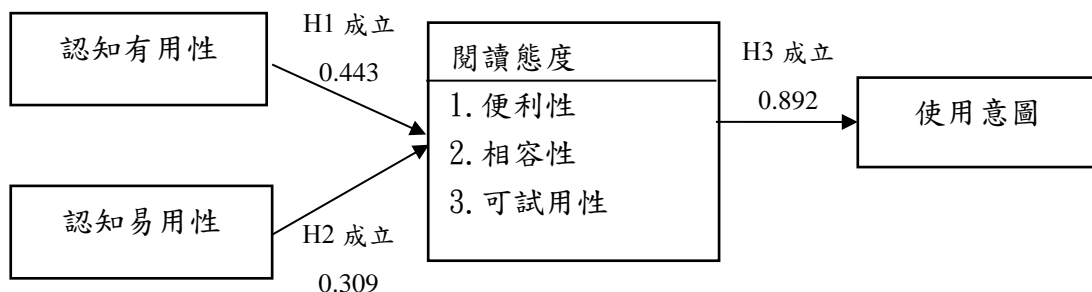 認知有用性
H1 成立
0.443
認知易用性
H2 成立
0.309
閱讀態度
1.便利性
2.相容性
3.可試用性
H3 成立
0.892
使用意圖